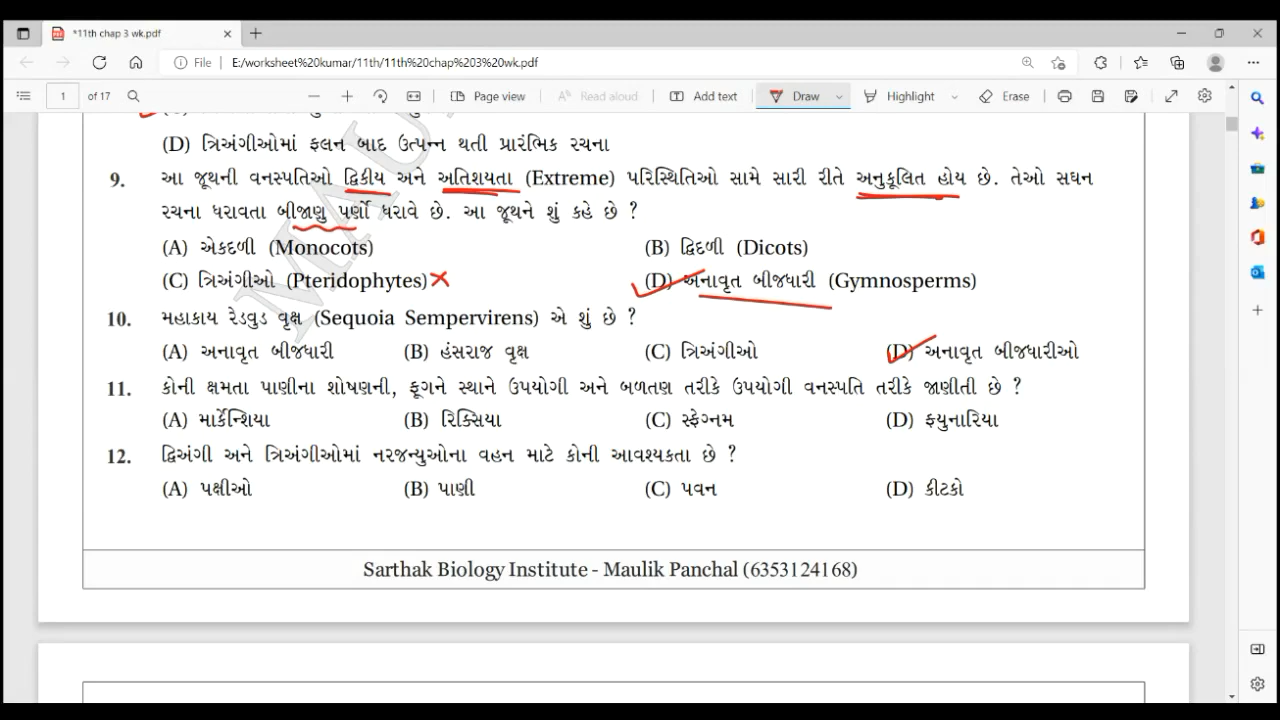 *11th chap 3 wk.pdf
File E:/worksheet%20kumar/11th/11th%20chap%203%20wk.pdf
1 of 17 Page view Read aloud Add text Draw Highlight Erase
(D) ત્રિઅંગીઓમાં ફલન બાદ ઉત્પન્ન થતી પ્રારંભિક રચના
9. આ જૂથની વનસ્પતિઓ દ્વિકીય અને અતિશયતા (Extreme) પરિસ્થિતિઓ સામે સારી રીતે અનુકૂલિત હોય છે. તેઓ સઘન
રચના ધરાવતા બીજાણુ પર્ણો ધરાવે છે. આ જૂથને શું કહે છે ?
(A) એકદળી (Monocots) (B) દ્વિદળી (Dicots)
(C) ત્રિઅંગીઓ (Pteridophytes) (D) અનાવૃત બીજધારી (Gymnosperms)
10. મહાકાય રેડવુડ વૃક્ષ (Sequoia Sempervirens) એ શું છે ?
(A) અનાવૃત બીજધારી (B) હંસરાજ વૃક્ષ (C) ત્રિઅંગીઓ (D) અનાવૃત બીજધારીઓ
11. કોની ક્ષમતા પાણીના શોષણની, ફૂગને સ્થાને ઉપયોગી અને બળતણ તરીકે ઉપયોગી વનસ્પતિ તરીકે જાણીતી છે ?
(A) માર્કેન્શિયા (B) રિક્સિયા (C) સ્ફેગ્નમ (D) ફ્યુનારિયા
12. દ્વિઅંગી અને ત્રિઅંગીઓમાં નરજન્યુઓના વહન માટે કોની આવશ્યકતા છે ?
(A) પક્ષીઓ (B) પાણી (C) પવન (D) કીટકો
Sarthak Biology Institute - Maulik Panchal (6353124168)